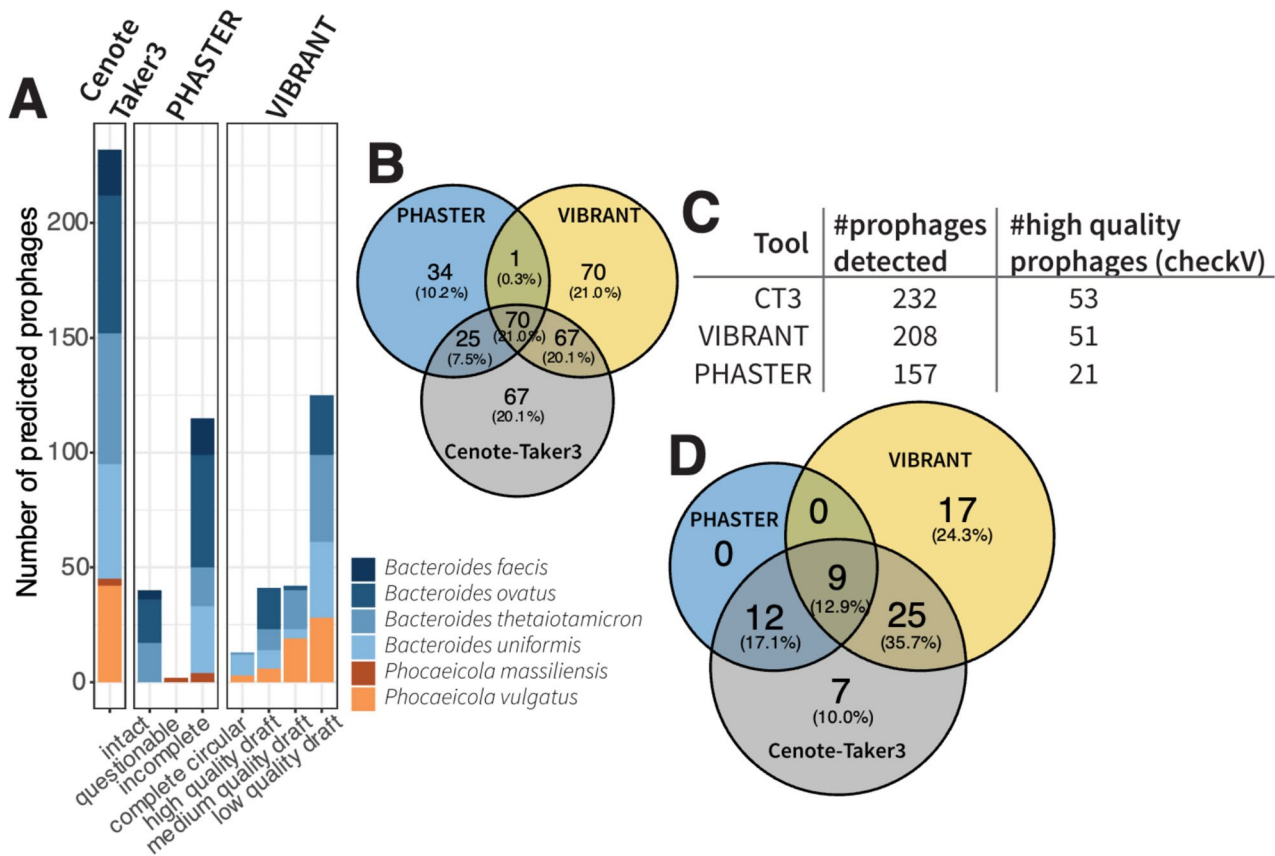 A
Cenote
Taker3
PHASTER
VIBRANT
Number of predicted prophages
200
150
100
50
0
intact
questionable
incomplete
complete circular
high quality draft
medium quality draft
low quality draft
Bacteroides faecis
Bacteroides ovatus
Bacteroides thetaiotamicron
Bacteroides uniformis
Phocaeicola massiliensis
Phocaeicola vulgatus
B
PHASTER
VIBRANT
34
(10.2%)
1
(0.3%)
70
(21.0%)
70
(21.0%)
25
(7.5%)
67
(20.1%)
67
(20.1%)
Cenote-Taker3
C
Tool #prophages detected #high quality prophages (checkV)
CT3 232 53
VIBRANT 208 51
PHASTER 157 21
D
VIBRANT
PHASTER
0
0
17
(24.3%)
9
(12.9%)
12
(17.1%)
25
(35.7%)
7
(10.0%)
Cenote-Taker3